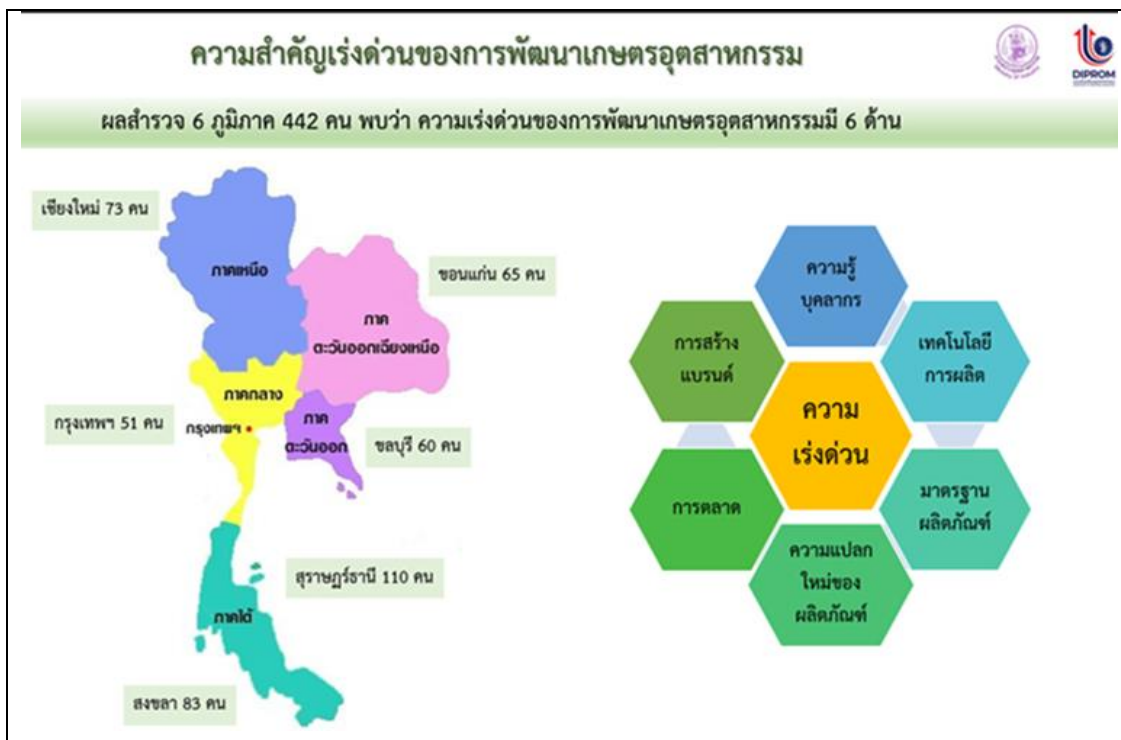 ความสำคัญเร่งด่วนของการพัฒนาเกษตรอุตสาหกรรม
DIPROM
ผลสำรวจ 6 ภูมิภาค 442 คน พบว่า ความเร่งด่วนของการพัฒนาเกษตรอุตสาหกรรมมี 6 ด้าน
เชียงใหม่ 73 คน
ภาคเหนือ
ขอนแก่น 65 คน
ภาค
ตะวันออกเฉียงเหนือ
ภาคกลาง
กรุงเทพฯ 51 คน
กรุงเทพฯ
ภาค
ตะวันออก
ชลบุรี 60 คน
สุราษฎร์ธานี 110 คน
ภาคใต้
สงขลา 83 คน
ความรู้
บุคลากร
เทคโนโลยี
การผลิต
มาตรฐาน
ผลิตภัณฑ์
ความแปลก
ใหม่ของ
ผลิตภัณฑ์
การตลาด
การสร้าง
แบรนด์
ความ
เร่งด่วน